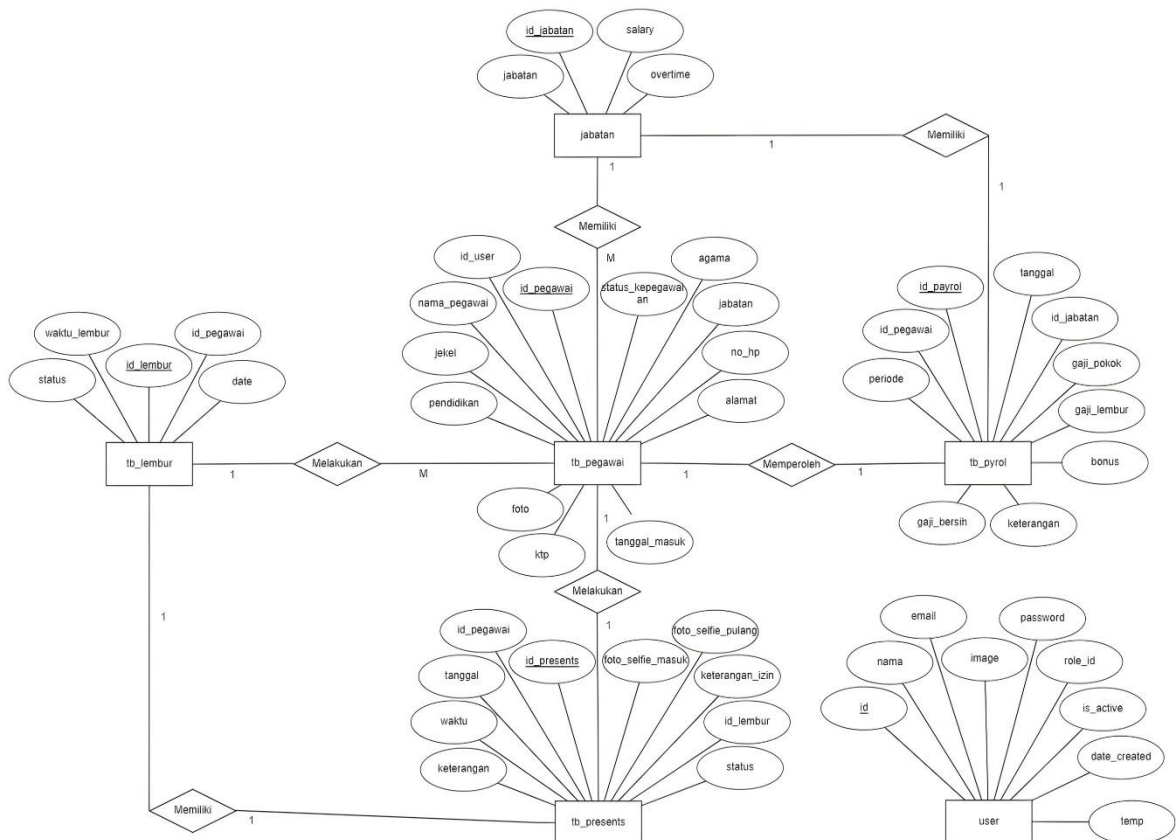 id_jabatan
salary
jabatan
overtime
jabatan
1
Memiliki
1
1
Memiliki
M
id_user
agama
id_pegawai
status_kepegawai
an
nama_pegawai
jabatan
jekel
no_hp
pendidikan
alamat
id_payrol
tanggal
id_pegawai
id_jabatan
periode
gaji_pokok
gaji_lembur
waktu_lembur
id_pegawai
id_lembur
status
date
tb_lembur
1
Melakukan
M
tb_pegawai
1
Memperoleh
1
tb_pyrol
bonus
foto
ktp
tanggal_masuk
gaji_bersih
keterangan
1
Melakukan
1
1
id_pegawai
foto_selfie_pulang
id_presents
foto_selfie_masuk
tanggal
keterangan_izin
waktu
id_lembur
keterangan
status
Memiliki
1
tb_presents
email
password
nama
image
role_id
id
is_active
date_created
user
temp